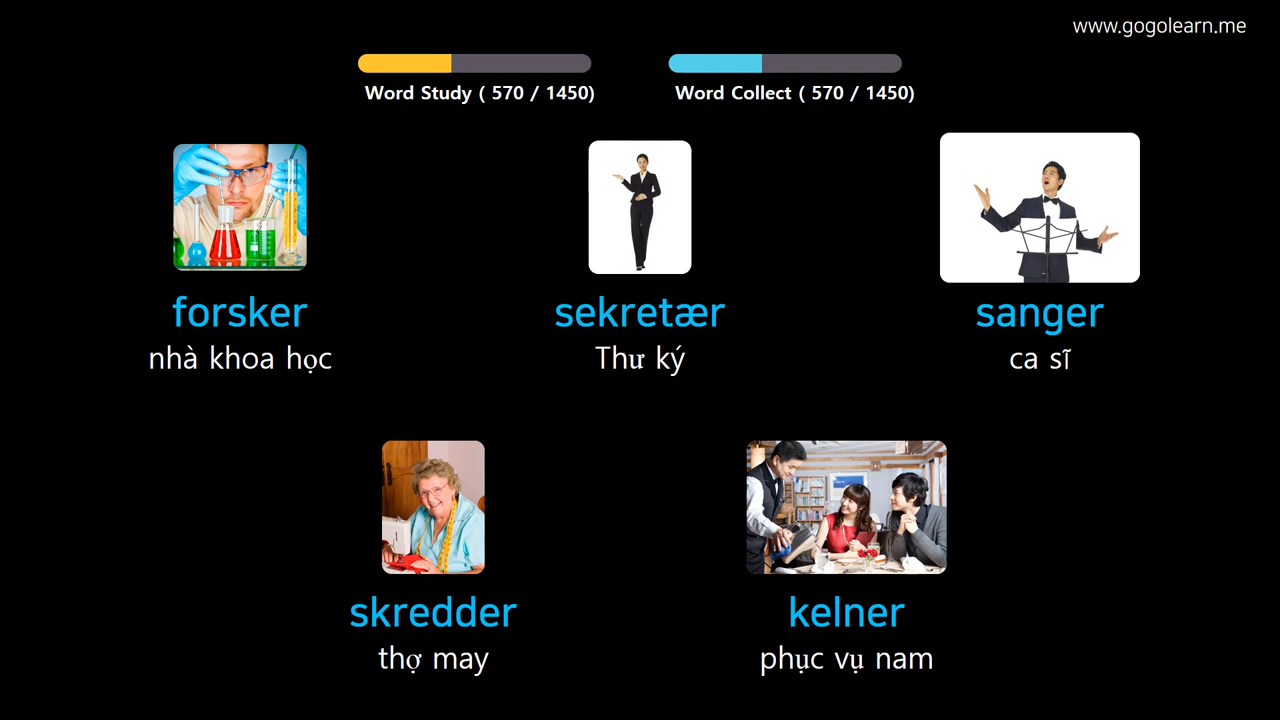 www.gogolearn.me
Word Study ( 570 / 1450)
Word Collect ( 570 / 1450)
forsker
nhà khoa học
sekretær
Thư ký
sanger
ca sĩ
skredder
thợ may
kelner
phục vụ nam